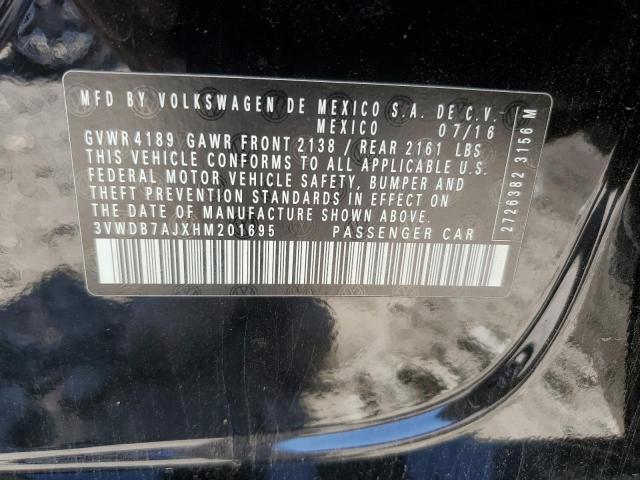 MFD BY VOLKSWAGEN DE MEXICO S.A. DE C.V.
MEXICO 07/16
GVWR 4189 GAWR FRONT 2138 / REAR 2161 LBS
THIS VEHICLE CONFORMS TO ALL APPLICABLE U.S.
FEDERAL MOTOR VEHICLE SAFETY, BUMPER AND
THEFT PREVENTION STANDARDS IN EFFECT ON
THE DATE OF MANUFACTURE SHOWN ABOVE.
3VWDB7AJXHM201695 PASSENGER CAR
2726382 3156 M